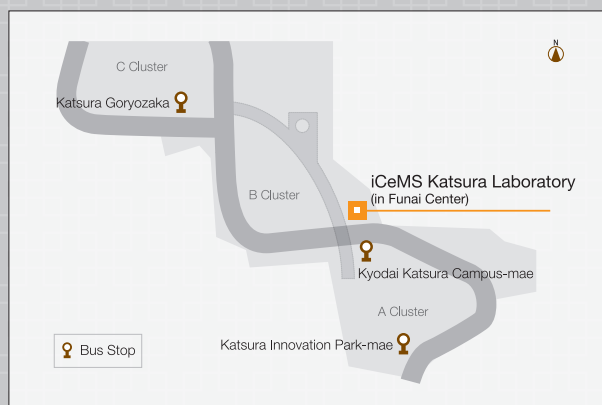 N
C Cluster
Katsura Goryozaka
iCeMS Katsura Laboratory
(in Funai Center)
B Cluster
Kyodai Katsura Campus-mae
A Cluster
Katsura Innovation Park-mae
Bus Stop